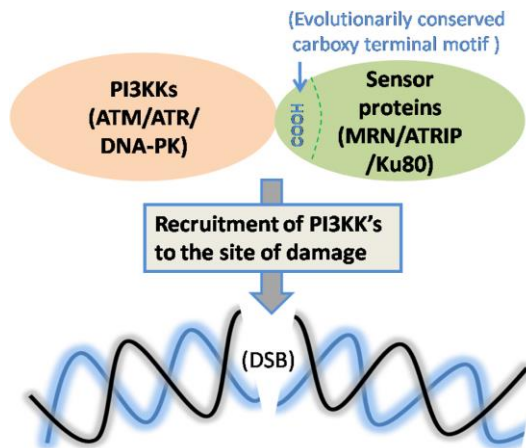 (Evolutionarily conserved
carboxy terminal motif )
PI3KKs
(ATM/ATR/
DNA-PK)
COOH
Sensor
proteins
(MRN/ATRIP
/Ku80)
Recruitment of PI3KK's
to the site of damage
(DSB)